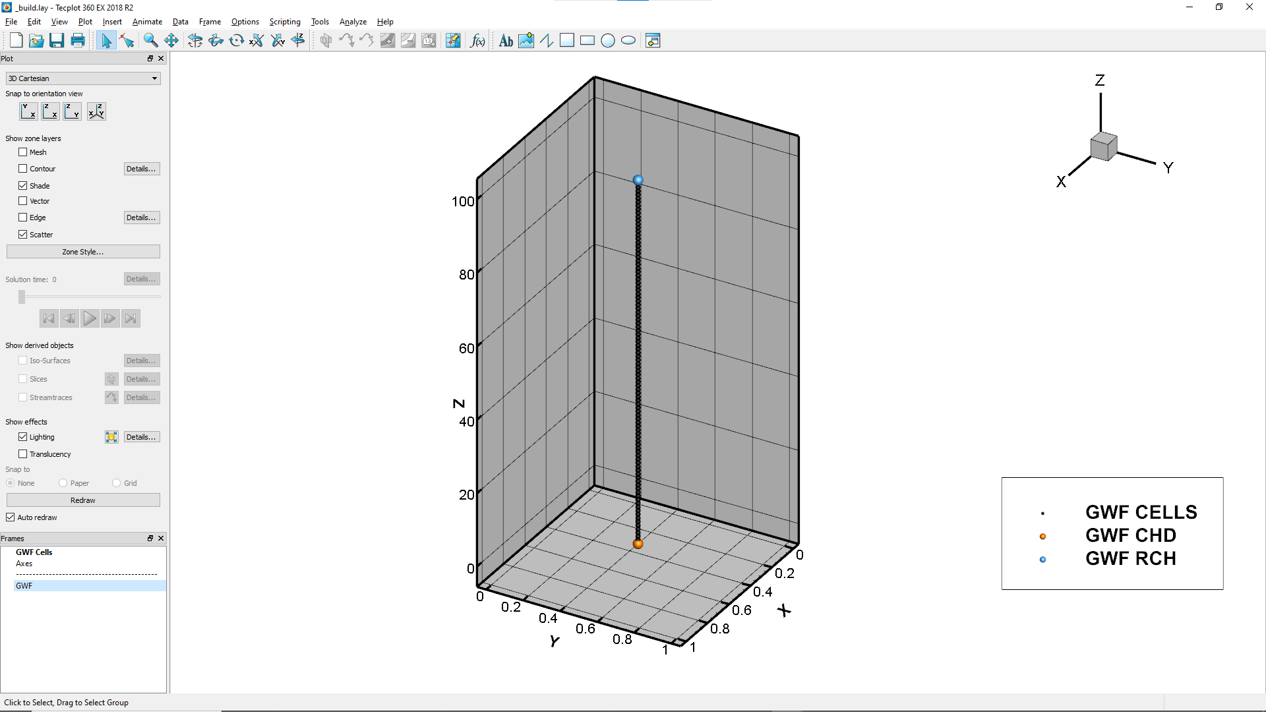 _build.lay - Tecplot 360 EX 2018 R2
File Edit View Plot Insert Animate Data Frame Options Scripting Tools Analyze Help
Plot
3D Cartesian
Snap to orientation view
Show zone layers
Mesh
Contour Details...
Shade
Vector
Edge Details...
Scatter
Zone Style...
Solution time: 0 Details...
Show derived objects
Iso-Surfaces Details...
Slices Details...
Streamtraces Details...
Show effects
Lighting Details...
Translucency
Snap to
None Paper Grid
Redraw
Auto redraw
Frames
GWF Cells
Axes
GWF
Z
100
80
60
40
20
0
0
0.2
0.4
0.6
0.8
1
Y
0
0.2
0.4
0.6
0.8
1
X
Z
Y
X
GWF CELLS
GWF CHD
GWF RCH
Click to Select, Drag to Select Group